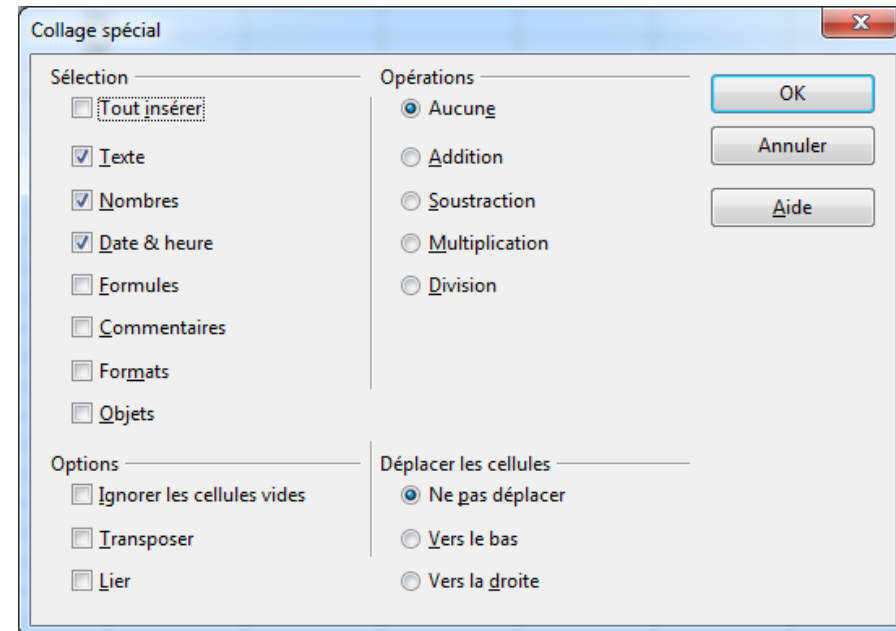 Collage spécial
Sélection
Tout insérer
Texte
Nombres
Date & heure
Formules
Commentaires
Formats
Objets
Opérations
Aucune
Addition
Soustraction
Multiplication
Division
OK
Annuler
Aide
Options
Ignorer les cellules vides
Transposer
Lier
Déplacer les cellules
Ne pas déplacer
Vers le bas
Vers la droite